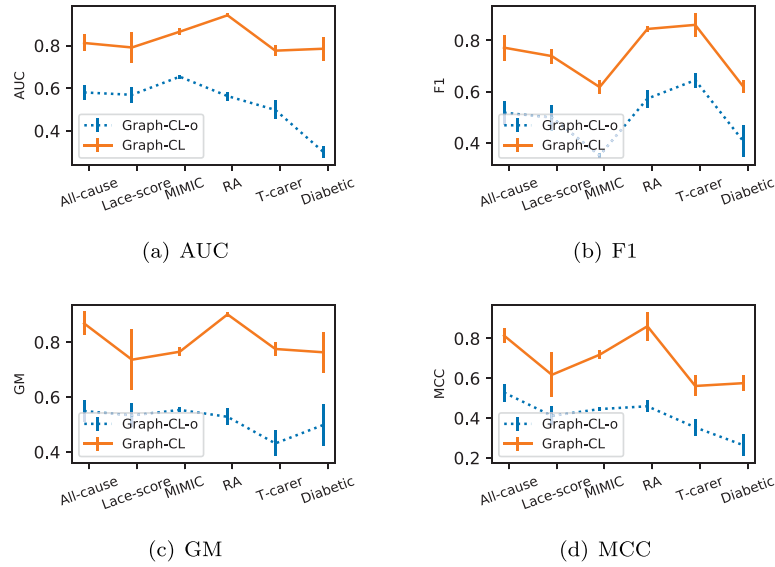 AUC
0.8
0.6
0.4
Graph-CL-o
Graph-CL
All-cause
Lace-score
MIMIC
RA
T-carer
Diabetic
(a) AUC
F1
0.8
0.6
0.4
Graph-CL-o
Graph-CL
All-cause
Lace-score
MIMIC
RA
T-carer
Diabetic
(b) F1
GM
0.8
0.6
0.4
Graph-CL-o
Graph-CL
All-cause
Lace-score
MIMIC
RA
T-carer
Diabetic
(c) GM
MCC
0.8
0.6
0.4
0.2
Graph-CL-o
Graph-CL
All-cause
Lace-score
MIMIC
RA
T-carer
Diabetic
(d) MCC